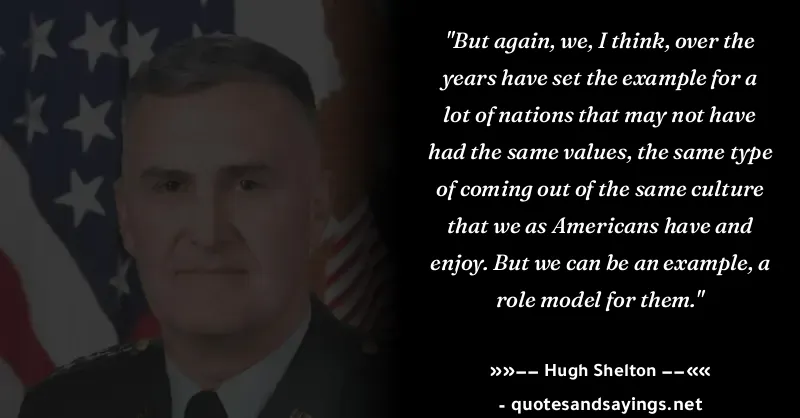 "But again, we, I think, over the
years have set the example for a
lot of nations that may not have
had the same values, the same type
of coming out of the same culture
that we as Americans have and
enjoy. But we can be an example, a
role model for them."
»»–– Hugh Shelton ––««
- quotesandsayings.net